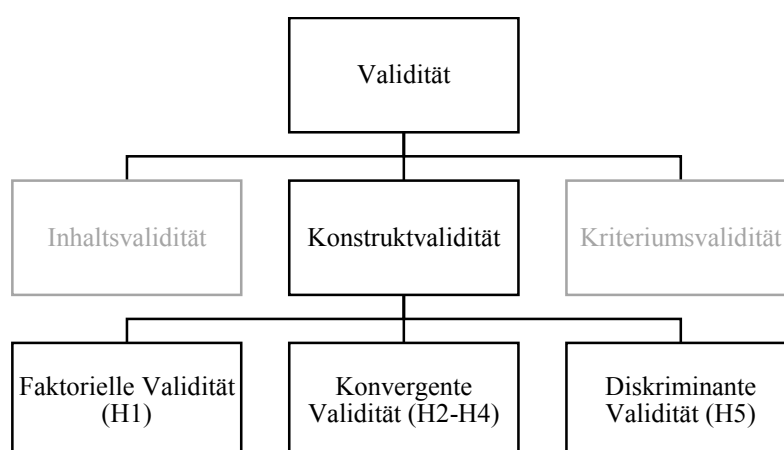 Validität
Inhaltsvalidität
Konstruktvalidität
Kriteriumsvalidität
Faktorielle Validität
(H1)
Konvergente
Validität (H2-H4)
Diskriminante
Validität (H5)